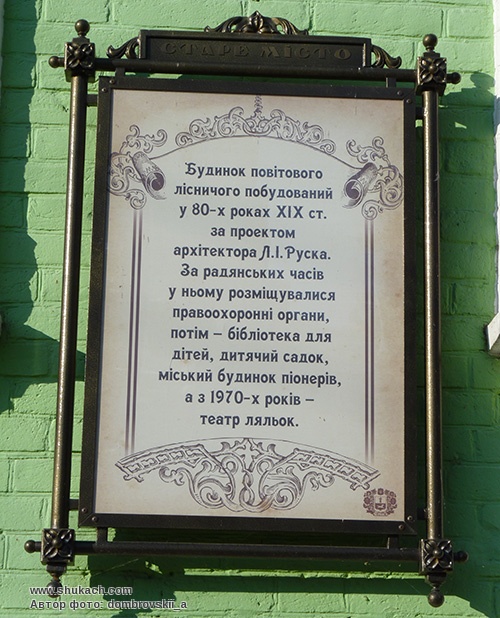 СТАРЕ МІСТО
Будинок повітового
лісничого побудований
у 80-х роках XIX ст.
за проектом
архітектора Л.І.Руска.
За радянських часів
у ньому розміщувалися
правоохоронні органи,
потім – бібліотека для
дітей, дитячий садок,
міський будинок піонерів,
а з 1970-х років –
театр ляльок.
www.shukach.com
Автор фото: dombrovskii_a